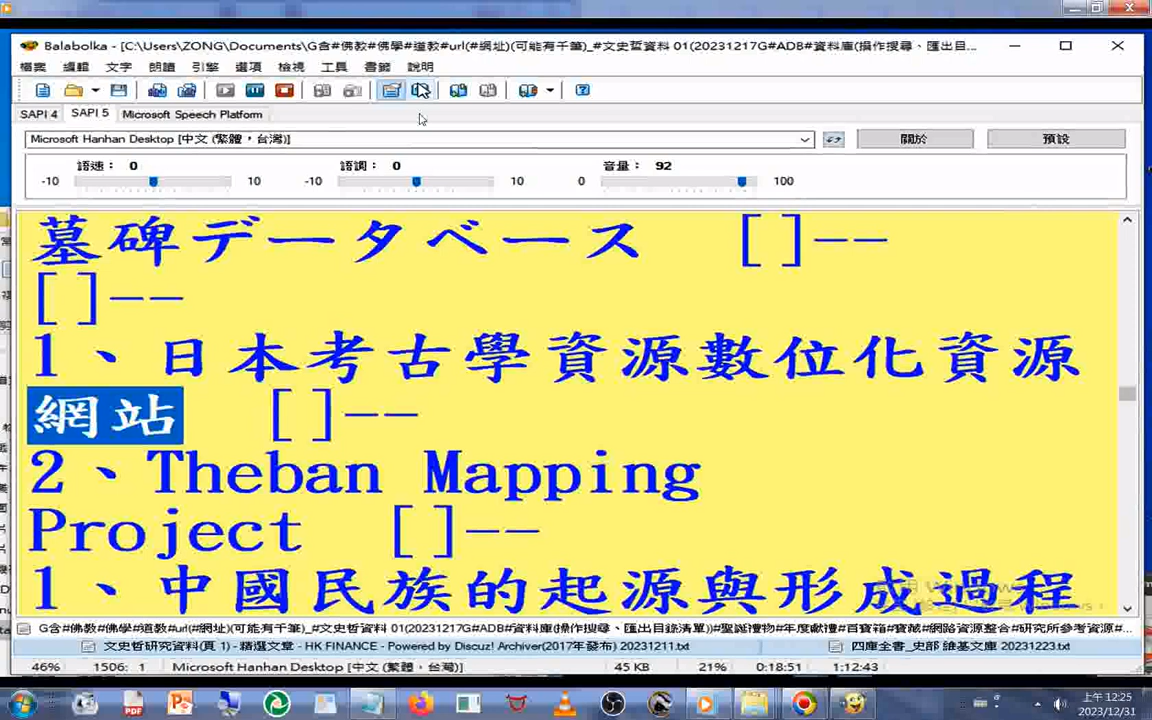 Balabolka - [C:\Users\ZONG\Documents\G含#佛教#佛學#道教#url(#網址)(可能有千筆)_#文史哲資料 01(20231217G#ADB#資料庫(操作搜尋、匯出目...
檔案 編輯 文字 朗讀 引擎 選項 檢視 工具 書籤 說明
SAPI 4 SAPI 5 Microsoft Speech Platform
Microsoft Hanhan Desktop [中文 (繁體，台灣)] 關於 預設
語速： 0 語調： 0 音量： 92
-10 10 -10 10 0 100
墓碑データベース []--
[]--
1、日本考古學資源數位化資源
網站 []--
2、Theban Mapping
Project []--
1、中國民族的起源與形成過程
G含#佛教#佛學#道教#url(#網址)(可能有千筆)_#文史哲資料 01(20231217G#ADB#資料庫(操作搜尋、匯出目錄清單))#聖誕禮物#年度獻禮#百寶箱#寶藏#網路資源整合#研究所參考資源#...
文史哲研究資料(頁 1) - 精選文章 - HK FINANCE - Powered by Discuz! Archiver(2017年發布) 20231211.txt 四庫全書_史部 維基文庫 20231223.txt
46% 1506: 1 Microsoft Hanhan Desktop [中文 (繁體，台灣)] 45 KB 21% 0:18:51 1:12:43
上午 12:25
2023/12/31